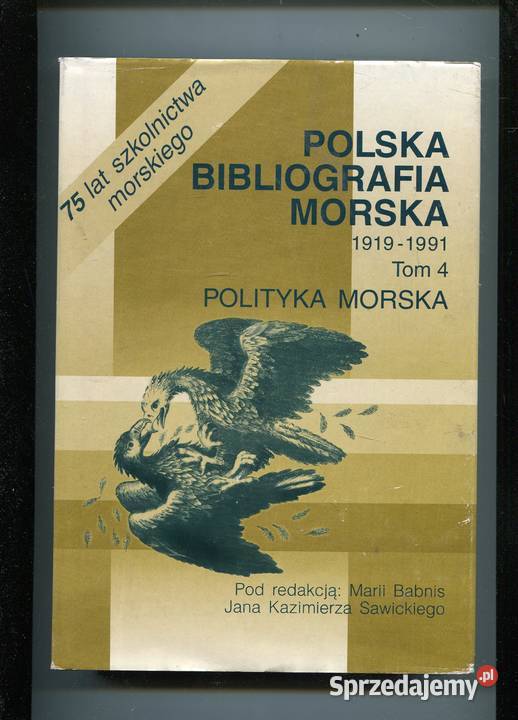 75 lat szkolnictwa
morskiego
POLSKA
BIBLIOGRAFIA
MORSKA
1919-1991
Tom 4
POLITYKA MORSKA
Pod redakcją: Marii Babnis
Jana Kazimierza Sawickiego
Sprzedajemy.pl